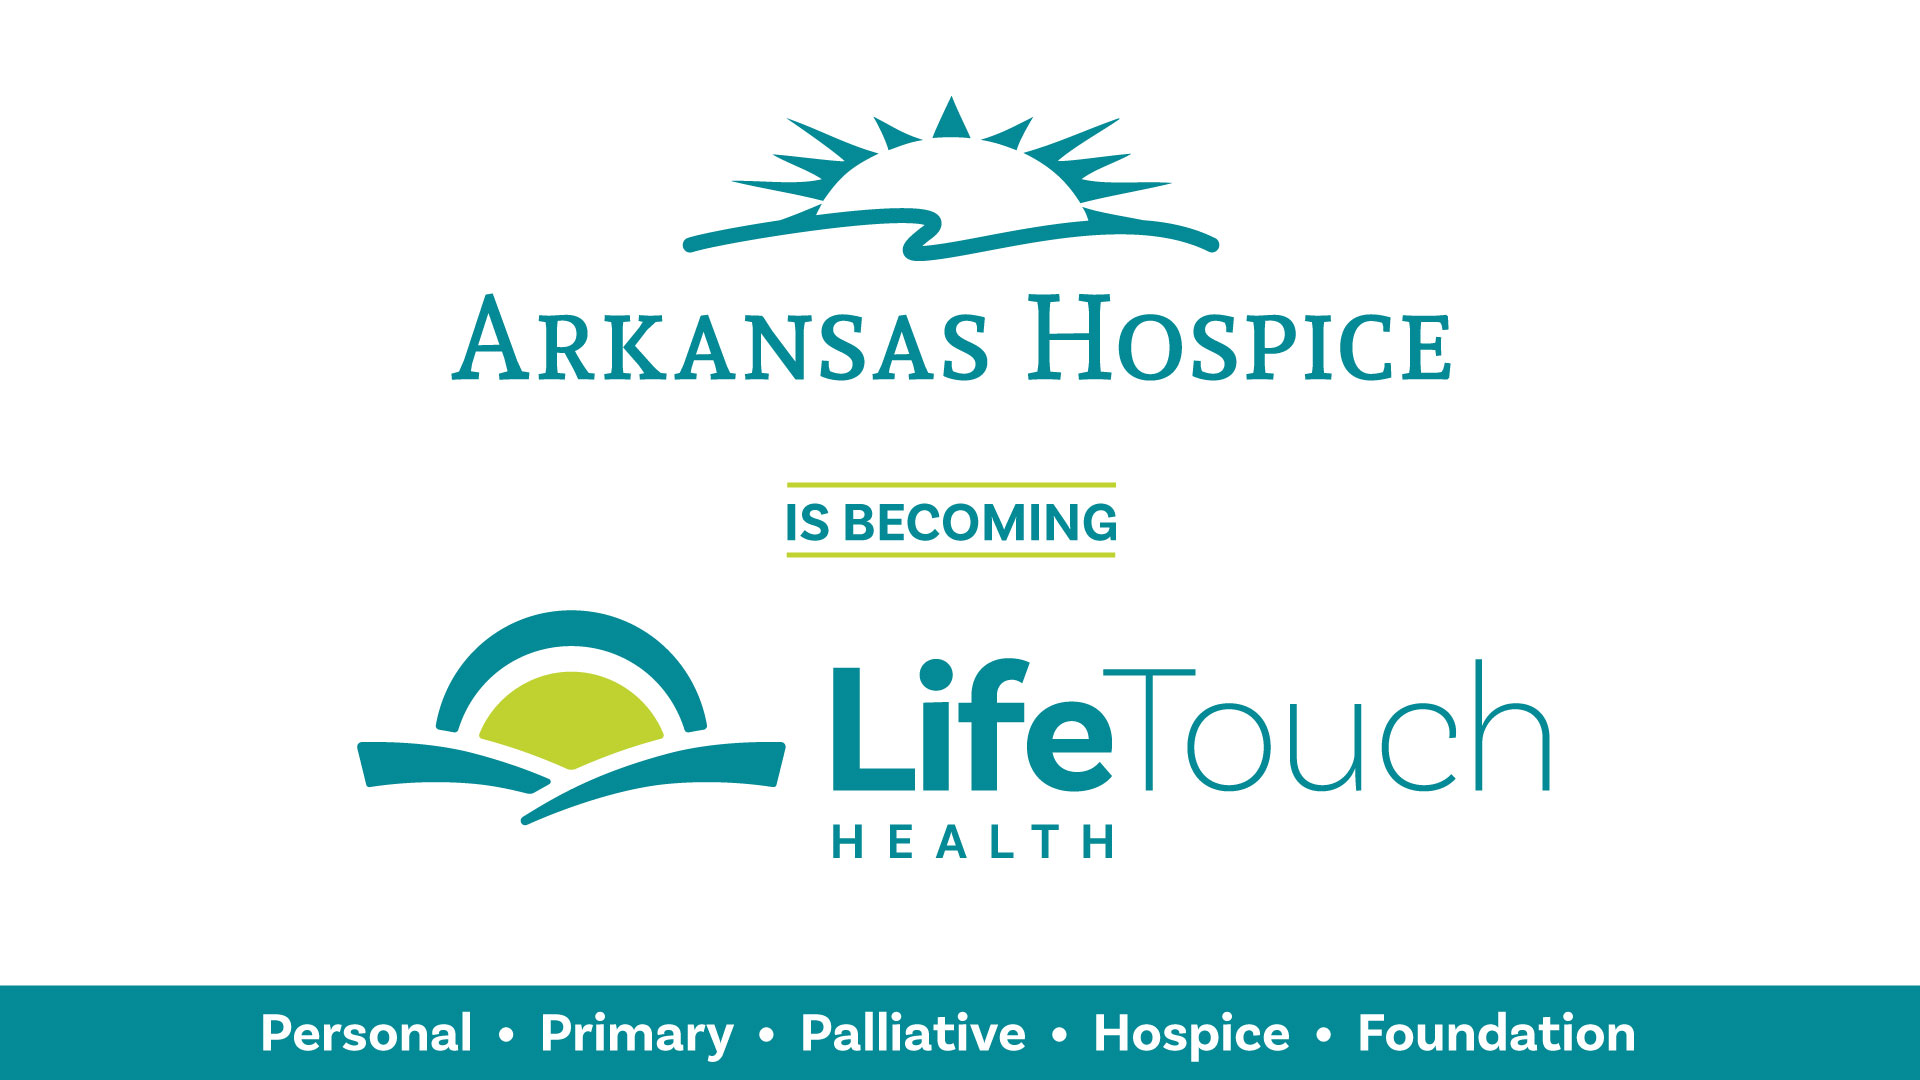 ARKANSAS HOSPICE
IS BECOMING
LifeTouch
HEALTH
Personal • Primary • Palliative • Hospice • Foundation